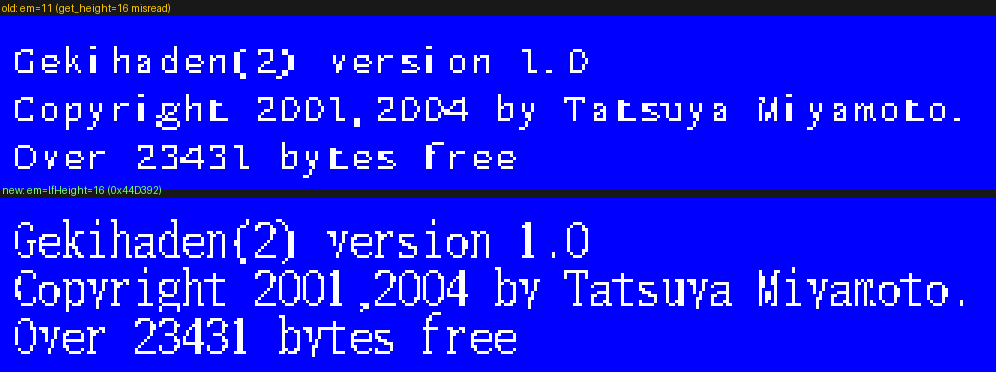 old: em=11 (get_height=16 misread)
Gekihaden(2) version 1.0
Copyright 2001,2004 by Tatsuya Miyamoto.
Over 23431 bytes free
new: em=lfHeight=16 (0x44D392)
Gekihaden(2) version 1.0
Copyright 2001,2004 by Tatsuya Miyamoto.
Over 23431 bytes free